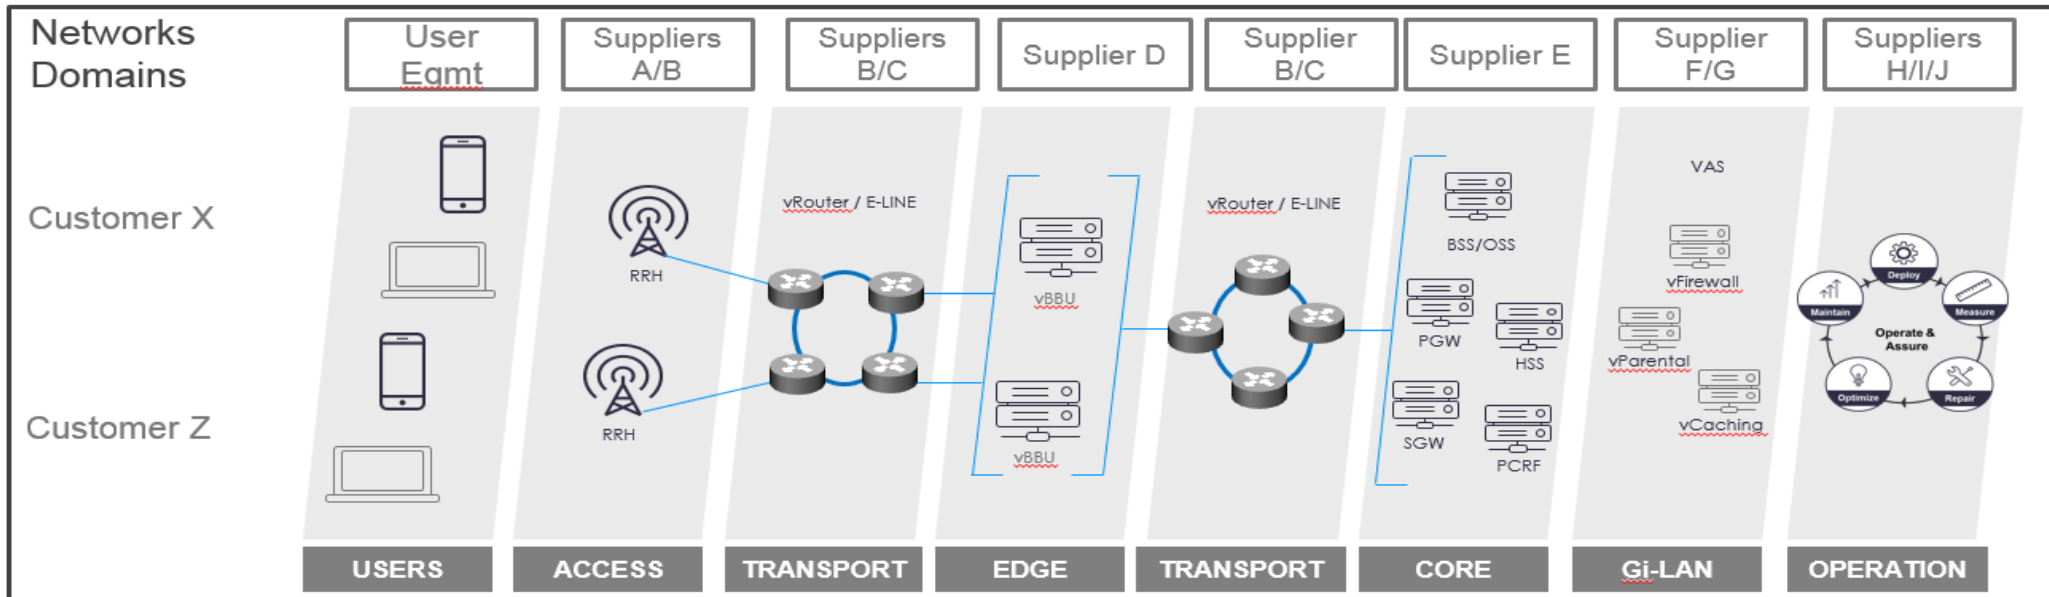 Networks
Domains
User
Eqmt
Suppliers
A/B
Suppliers
B/C
Supplier D
Supplier
B/C
Supplier E
Supplier
F/G
Suppliers
H/I/J
Customer X
Customer Z
RRH
RRH
vRouter / E-LINE
vBBU
vBBU
vRouter / E-LINE
BSS/OSS
PGW
HSS
SGW
PCRF
VAS
vFirewall
vParental
vCaching
Deploy
Maintain
Measure
Operate &
Assure
Optimize
Repair
USERS
ACCESS
TRANSPORT
EDGE
TRANSPORT
CORE
Gi-LAN
OPERATION